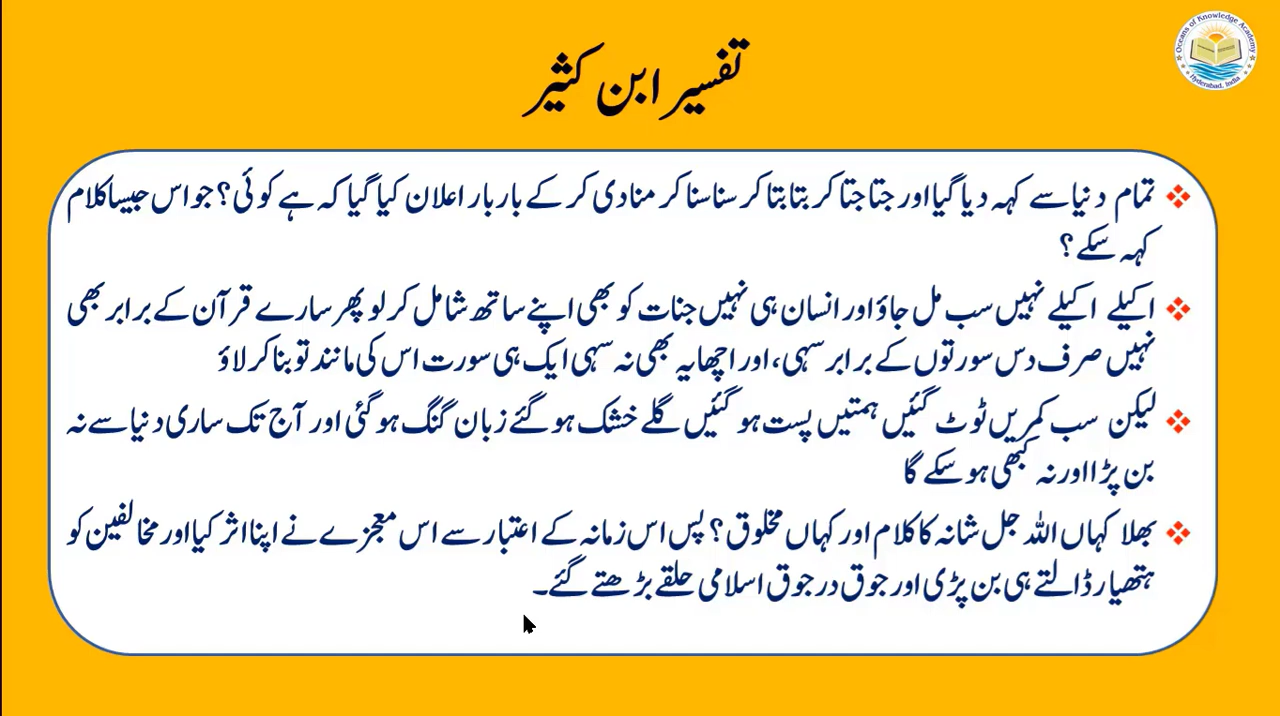 Oceans of Knowledge Academy
Hyderabad, India
تفسیر ابن کثیر
تمام دنیا سے کہہ دیا گیا اور جتا جتا کر بتا بتا کر سنا سنا کر منادی کر کے بار بار اعلان کیا گیا کہ ہے کوئی؟ جو اس جیسا کلام
کہہ سکے؟
اکیلے اکیلے نہیں سب مل جاؤ اور انسان ہی نہیں جنات کو بھی اپنے ساتھ شامل کر لو پھر سارے قرآن کے برابر بھی
نہیں صرف دس سورتوں کے برابر سہی، اور اچھا یہ بھی نہ سہی ایک ہی سورت اس کی مانند تو بنا کر لاؤ
لیکن سب کمریں ٹوٹ گئیں ہمتیں پست ہو گئیں گلے خشک ہو گئے زبان گنگ ہو گئی اور آج تک ساری دنیا سے نہ
بن پڑا اور نہ کبھی ہو سکے گا
بھلا کہاں اللہ جل شانہ کا کلام اور کہاں مخلوق؟ پس اس زمانہ کے اعتبار سے اس معجزے نے اپنا اثر کیا اور مخالفین کو
ہتھیار ڈالتے ہی بن پڑی اور جوق در جوق اسلامی حلقے بڑھتے گئے۔